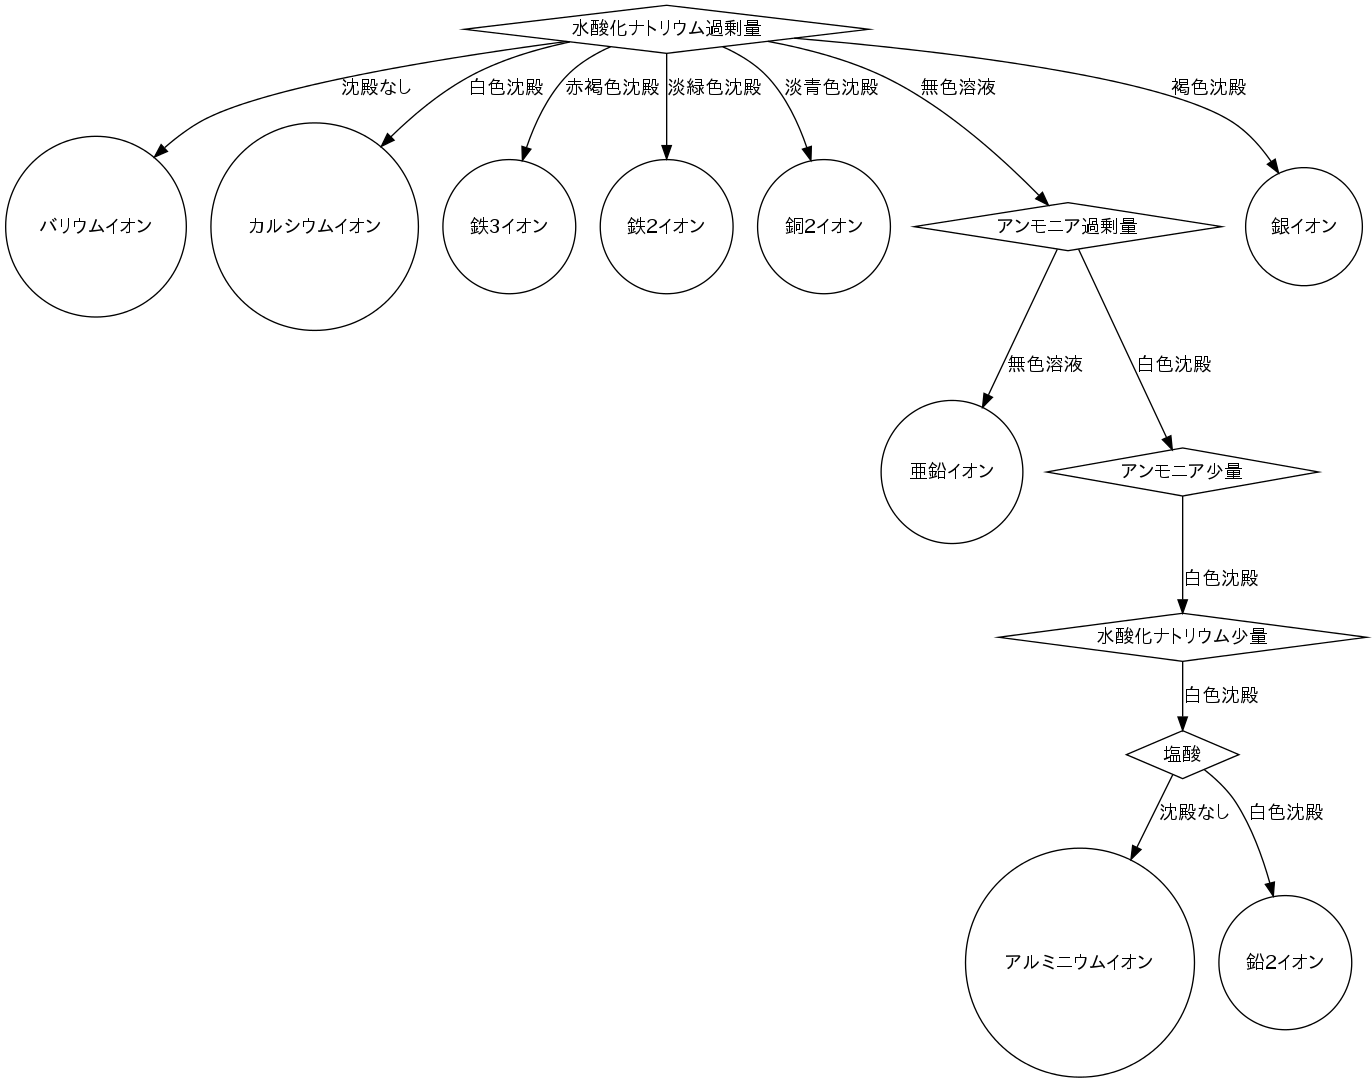 水酸化ナトリウム過剰量
沈殿なし
白色沈殿
赤褐色沈殿
淡緑色沈殿
淡青色沈殿
無色溶液
褐色沈殿
バリウムイオン
カルシウムイオン
鉄3イオン
鉄2イオン
銅2イオン
アンモニア過剰量
銀イオン
無色溶液
白色沈殿
亜鉛イオン
アンモニア少量
白色沈殿
水酸化ナトリウム少量
白色沈殿
塩酸
沈殿なし
白色沈殿
アルミニウムイオン
鉛2イオン